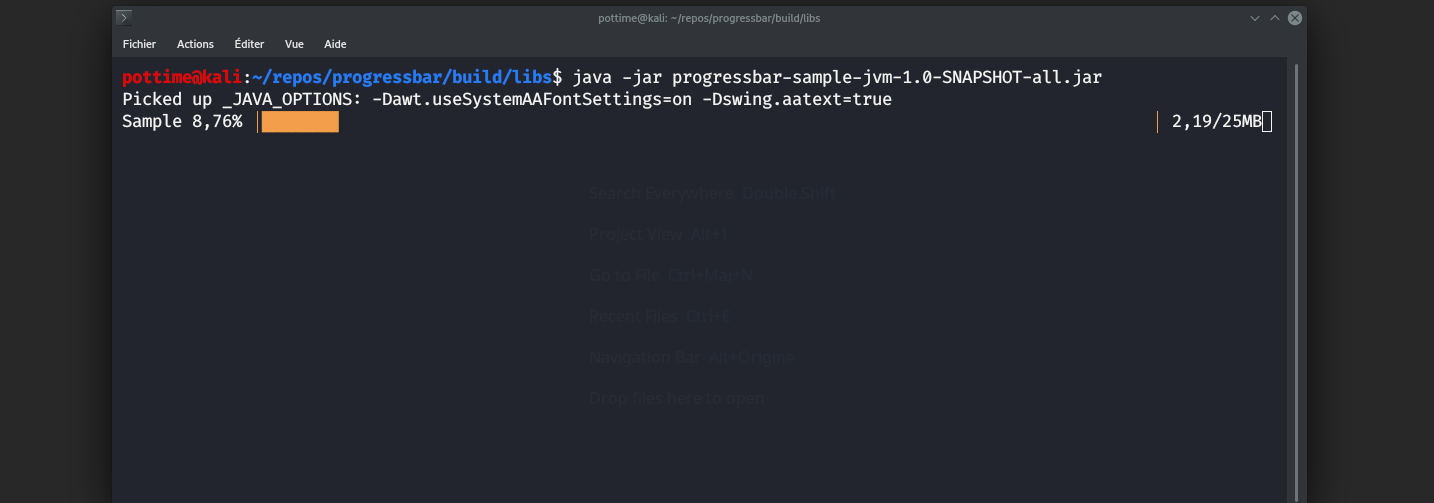 pottime@kali: ~/repos/progressbar/build/libs
Fichier Actions Éditer Vue Aide
pottime@kali:~/repos/progressbar/build/libs$ java -jar progressbar-sample-jvm-1.0-SNAPSHOT-all.jar
Picked up _JAVA_OPTIONS: -Dawt.useSystemAAFontSettings=on -Dswing.aatext=true
Sample 8,76% | | 2,19/25MB
Search Everywhere Double Shift
Project View Alt+1
Go to File Ctrl+Maj+N
Recent Files Ctrl+E
Navigation Bar Alt+Origine
Drop files here to open